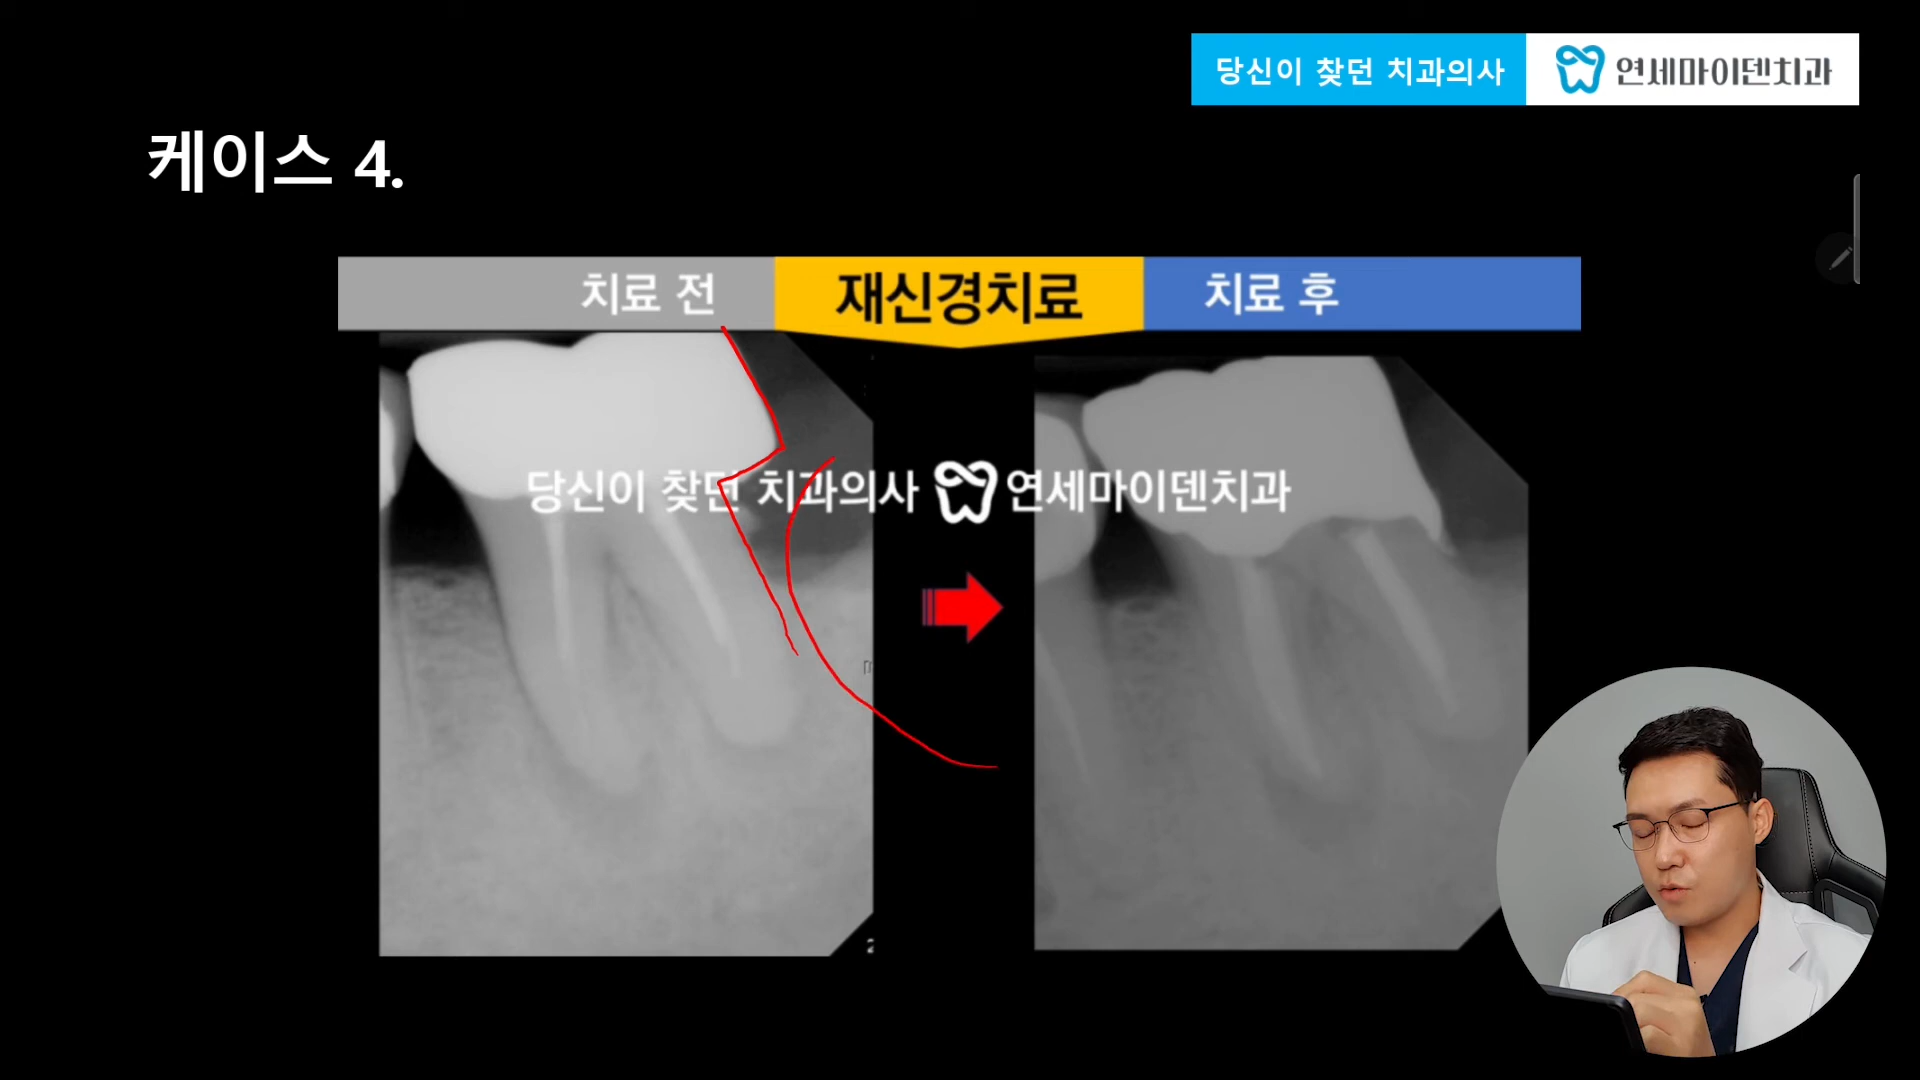 당신이 찾던 치과의사 연세마이덴치과
케이스 4.
치료 전 재신경치료 치료 후
당신이 찾던 치과의사 연세마이덴치과